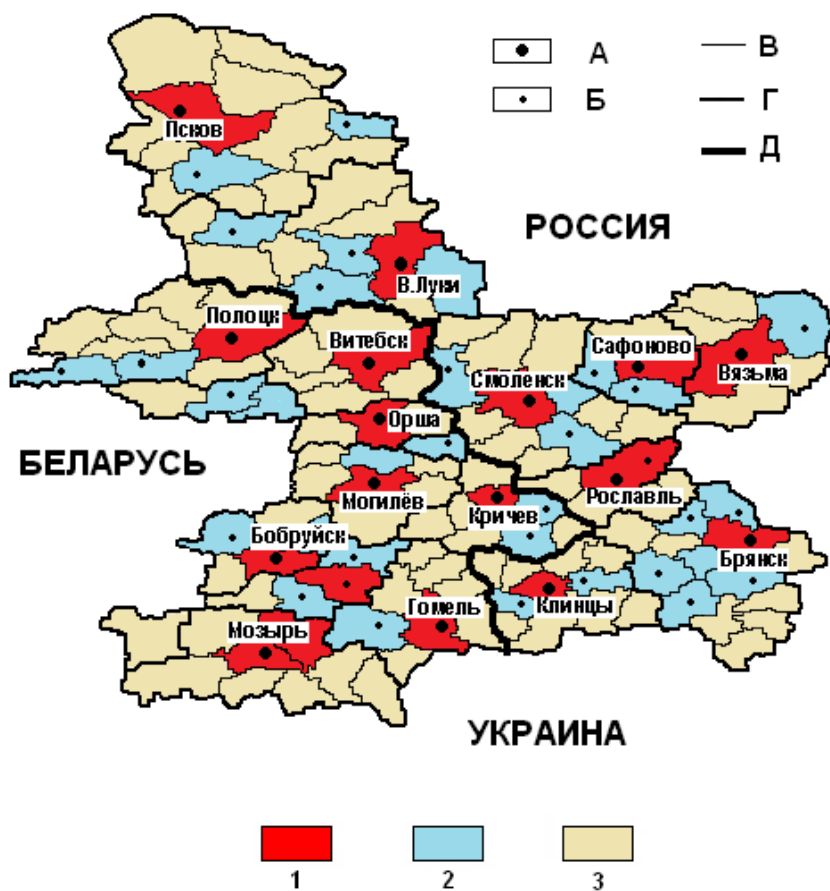 А
В
Б
Г
Д
Псков
РОССИЯ
В.Луки
Полоцк
Витебск
Сафоново
Смоленск
Вязьма
Орша
БЕЛАРУСЬ
Могилёв
Рославль
Кричев
Бобруйск
Брянск
Клинцы
Гомель
Мозырь
УКРАИНА
1
2
3